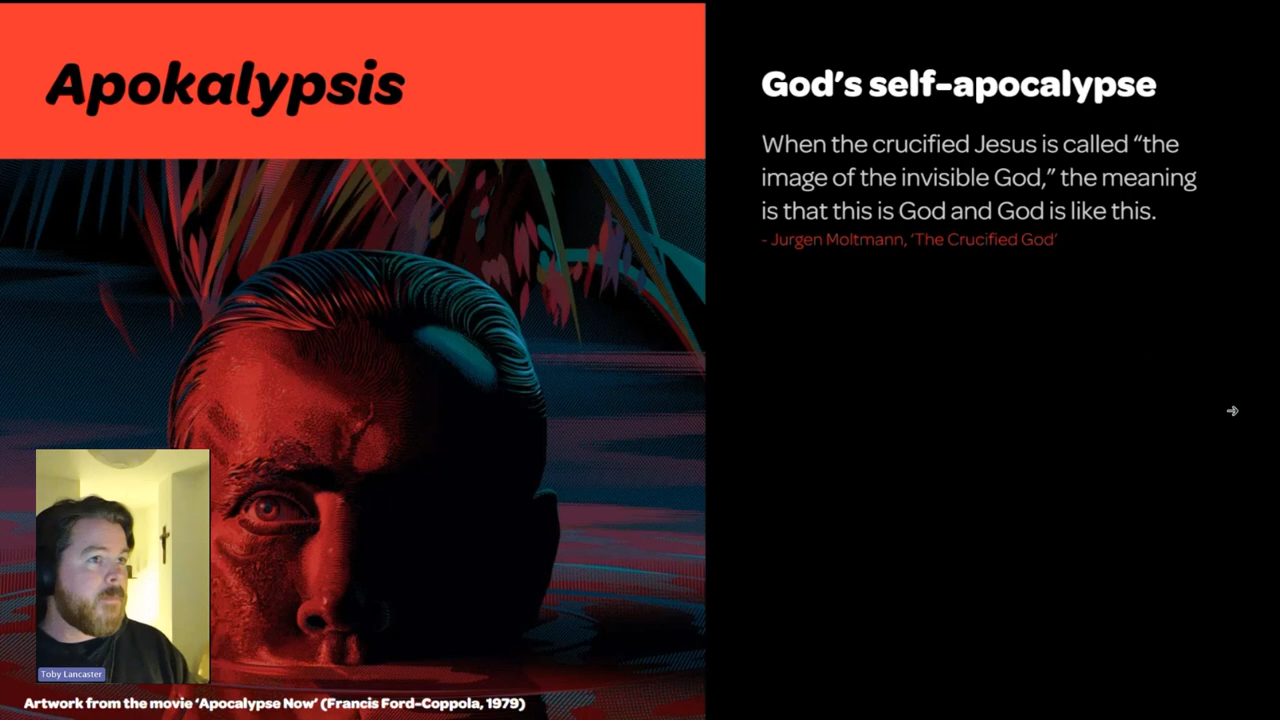 Apokalypsis
God's self-apocalypse
When the crucified Jesus is called “the
image of the invisible God,” the meaning
is that this is God and God is like this.
- Jurgen Moltmann, ‘The Crucified God’
Toby Lancaster
Artwork from the movie ‘Apocalypse Now’ (Francis Ford-Coppola, 1979)